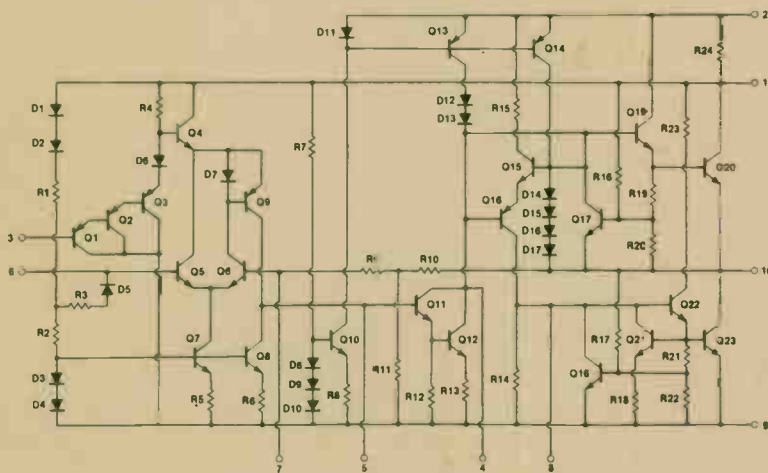 D11
Q13
Q14
2
R24
1
D1
R4
Q4
D12
D13
R15
Q19
R23
D2
R7
D6
D7
Q15
R16
Q20
R1
Q3
Q9
Q16
D14
Q17
R19
Q2
D15
3
Q1
D16
R20
D17
6
Q5
Q6
R10
10
R3
D5
Q11
Q22
R2
Q7
Q8
Q10
Q12
R17
Q23
D8
R11
R14
Q16
R21
D3
D9
R12
R13
R22
D4
R5
R6
D10
R8
R18
9
7
5
4
8